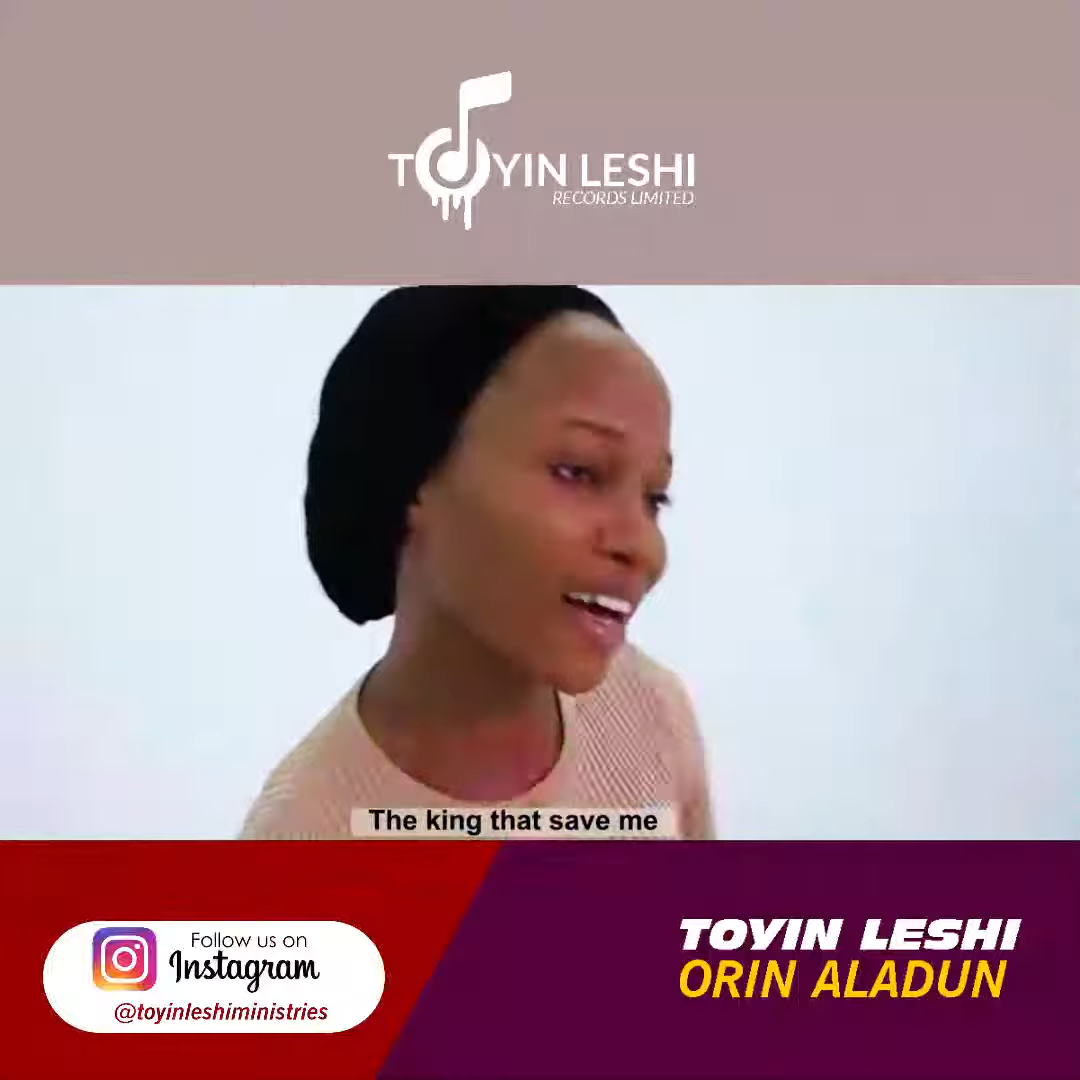 TOYIN LESHI
RECORDS LIMITED
The king that save me
Follow us on
Instagram
@toyinleshiministries
TOYIN LESHI
ORIN ALADUN